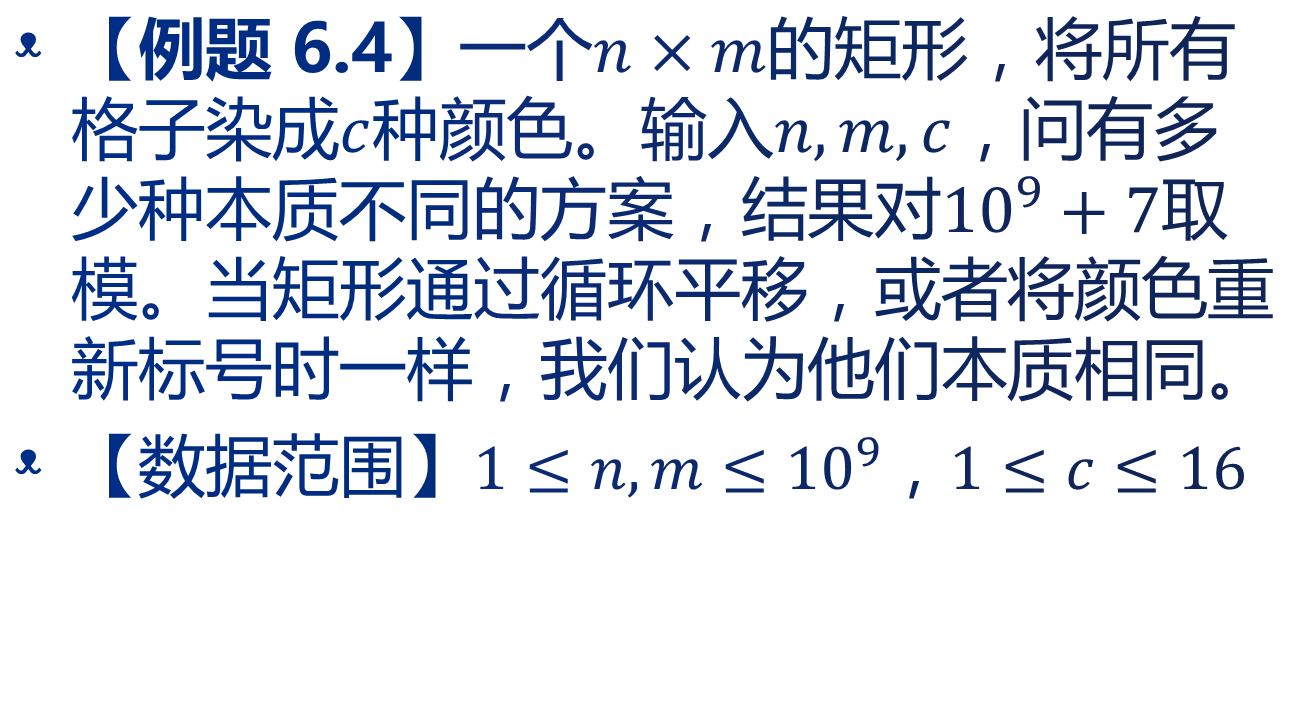 【例题 6.4】一个n × m的矩形，将所有
格子染成c种颜色。输入n, m, c，问有多
少种本质不同的方案，结果对10⁹ + 7取
模。当矩形通过循环平移，或者将颜色重
新标号时一样，我们认为他们本质相同。
【数据范围】1 ≤ n, m ≤ 10⁹，1 ≤ c ≤ 16